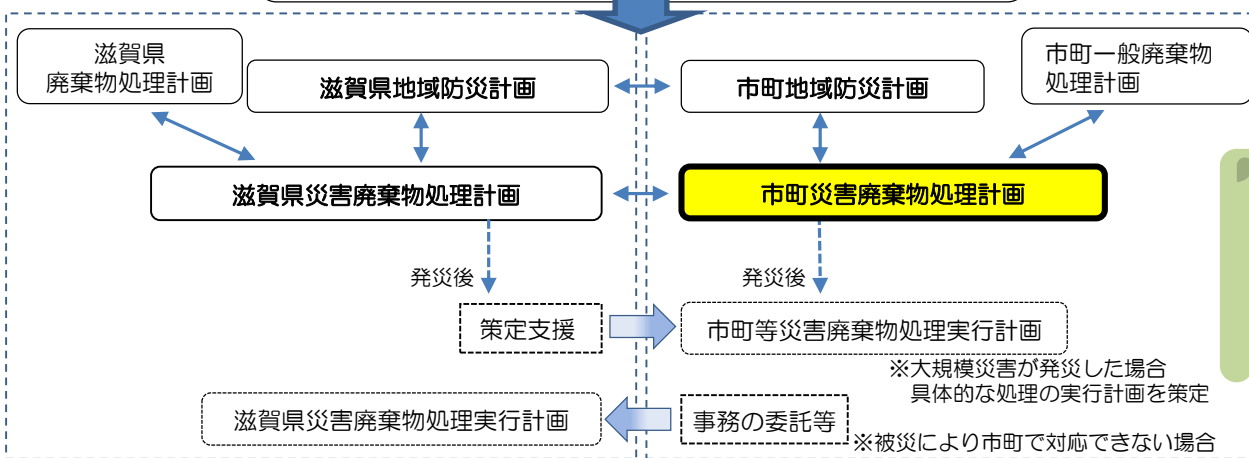 滋賀県
廃棄物処理計画
滋賀県地域防災計画
市町地域防災計画
市町一般廃棄物
処理計画
滋賀県災害廃棄物処理計画
市町災害廃棄物処理計画
発災後
発災後
策定支援
市町等災害廃棄物処理実行計画
※大規模災害が発災した場合
具体的な処理の実行計画を策定
滋賀県災害廃棄物処理実行計画
事務の委託等
※被災により市町で対応できない場合